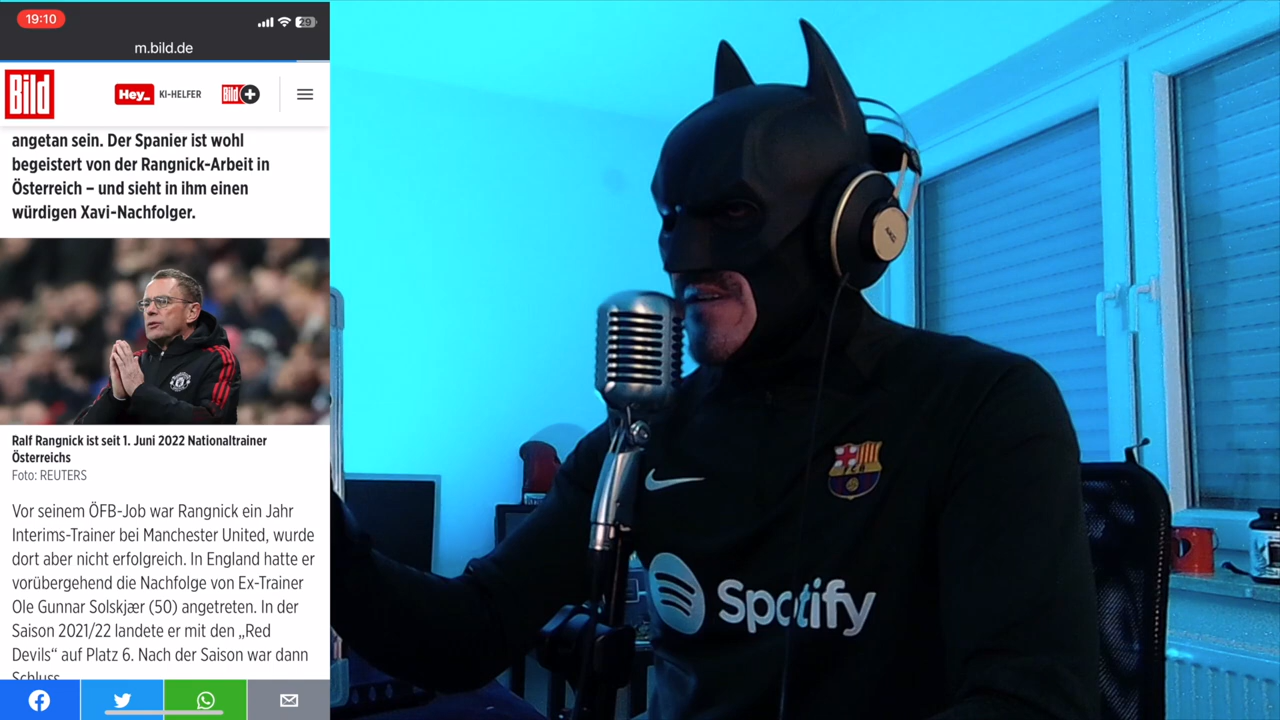 19:10
29
m.bild.de
Bild
Hey_
KI-HELFER
Bild
angetan sein. Der Spanier ist wohl
begeistert von der Rangnick-Arbeit in
Österreich – und sieht in ihm einen
würdigen Xavi-Nachfolger.
Ralf Rangnick ist seit 1. Juni 2022 Nationaltrainer
Österreichs
Foto: REUTERS
Vor seinem ÖFB-Job war Rangnick ein Jahr
Interims-Trainer bei Manchester United, wurde
dort aber nicht erfolgreich. In England hatte er
vorübergehend die Nachfolge von Ex-Trainer
Ole Gunnar Solskjær (50) angetreten. In der
Saison 2021/22 landete er mit den „Red
Devils“ auf Platz 6. Nach der Saison war dann
Schluss.
AKG
FCB
Spotify